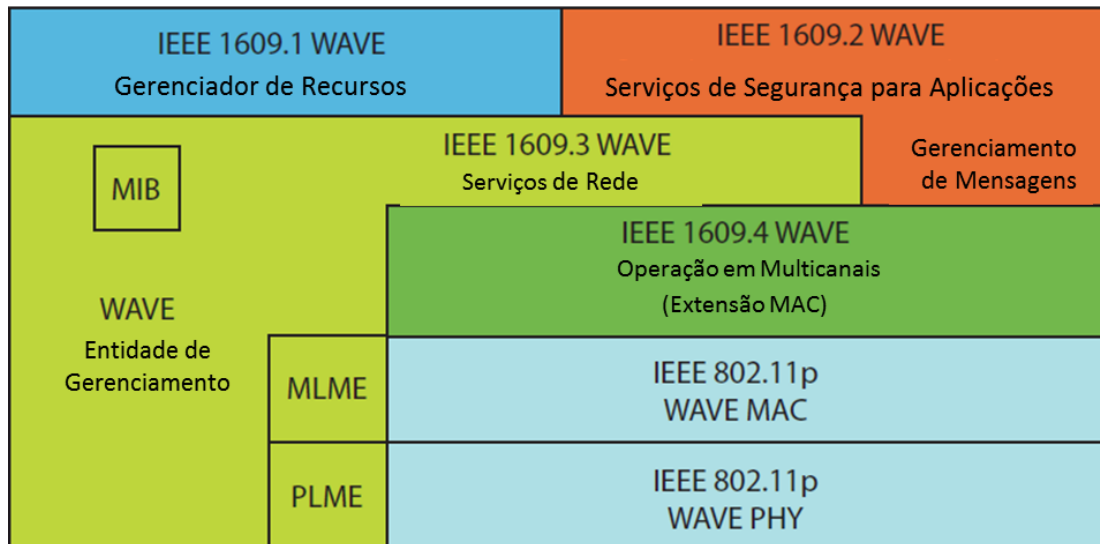 IEEE 1609.1 WAVE
Gerenciador de Recursos
IEEE 1609.2 WAVE
Serviços de Segurança para Aplicações
Gerenciamento
de Mensagens
IEEE 1609.3 WAVE
Serviços de Rede
MIB
IEEE 1609.4 WAVE
Operação em Multicanais
(Extensão MAC)
WAVE
Entidade de
Gerenciamento
MLME
IEEE 802.11p
WAVE MAC
PLME
IEEE 802.11p
WAVE PHY